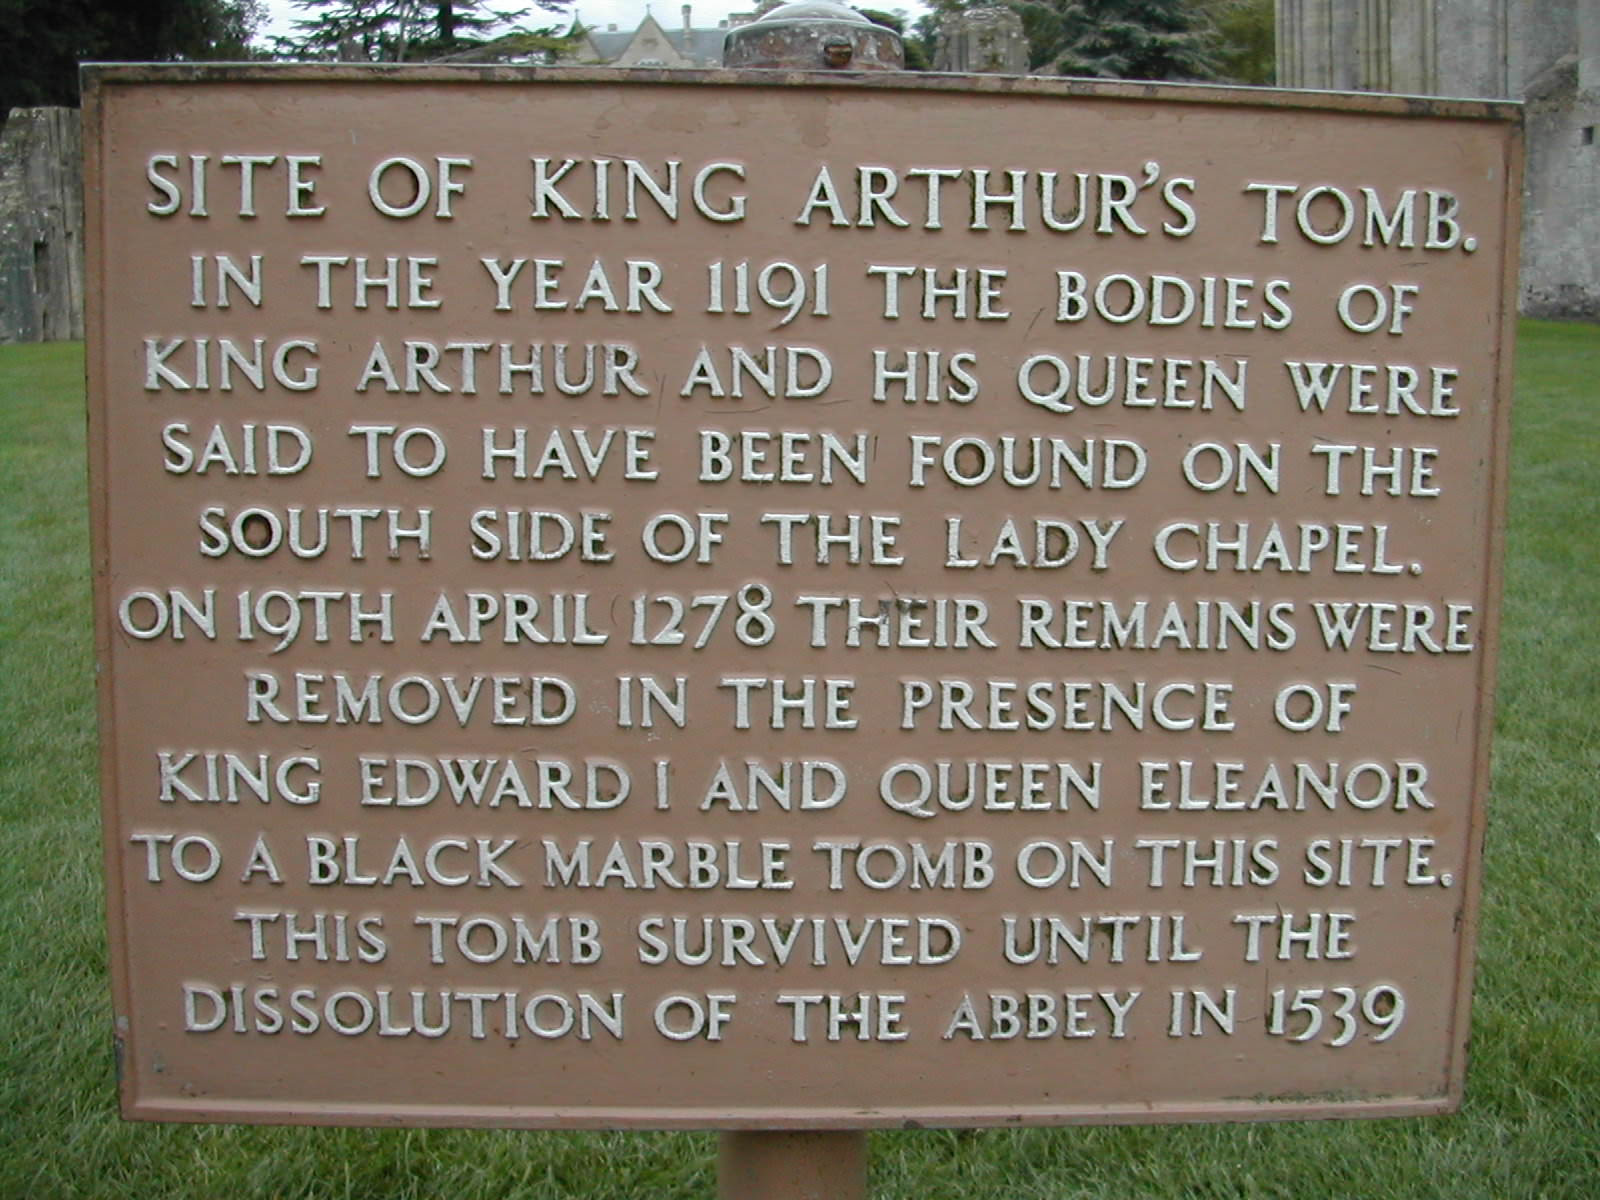 SITE OF KING ARTHUR'S TOMB.
IN THE YEAR 1191 THE BODIES OF
KING ARTHUR AND HIS QUEEN WERE
SAID TO HAVE BEEN FOUND ON THE
SOUTH SIDE OF THE LADY CHAPEL.
ON 19TH APRIL 1278 THEIR REMAINS WERE
REMOVED IN THE PRESENCE OF
KING EDWARD I AND QUEEN ELEANOR
TO A BLACK MARBLE TOMB ON THIS SITE.
THIS TOMB SURVIVED UNTIL THE
DISSOLUTION OF THE ABBEY IN 1539